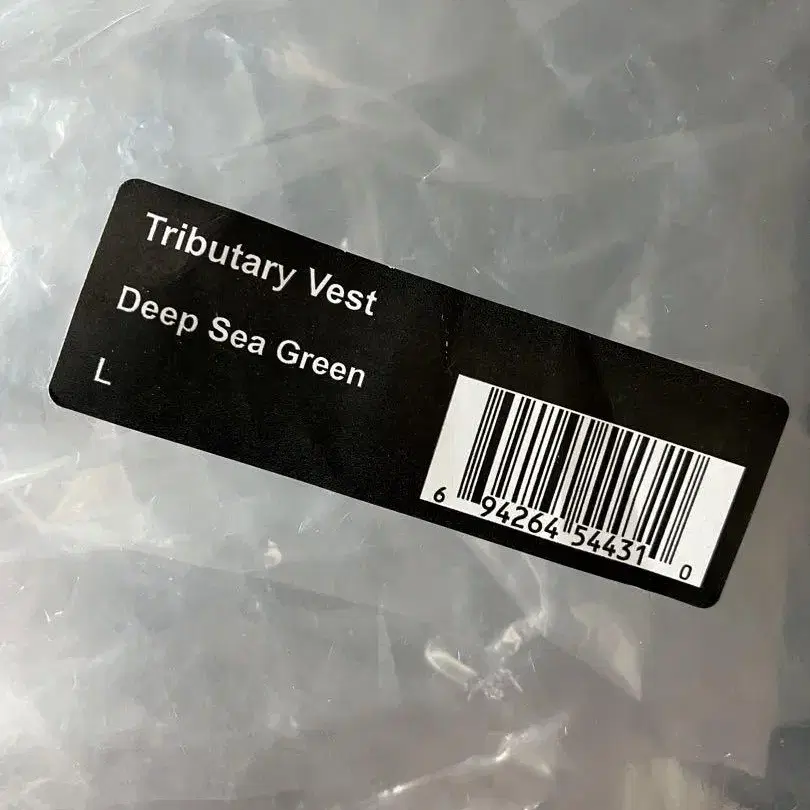 Tributary Vest
Deep Sea Green
L
6 94264 54431 0